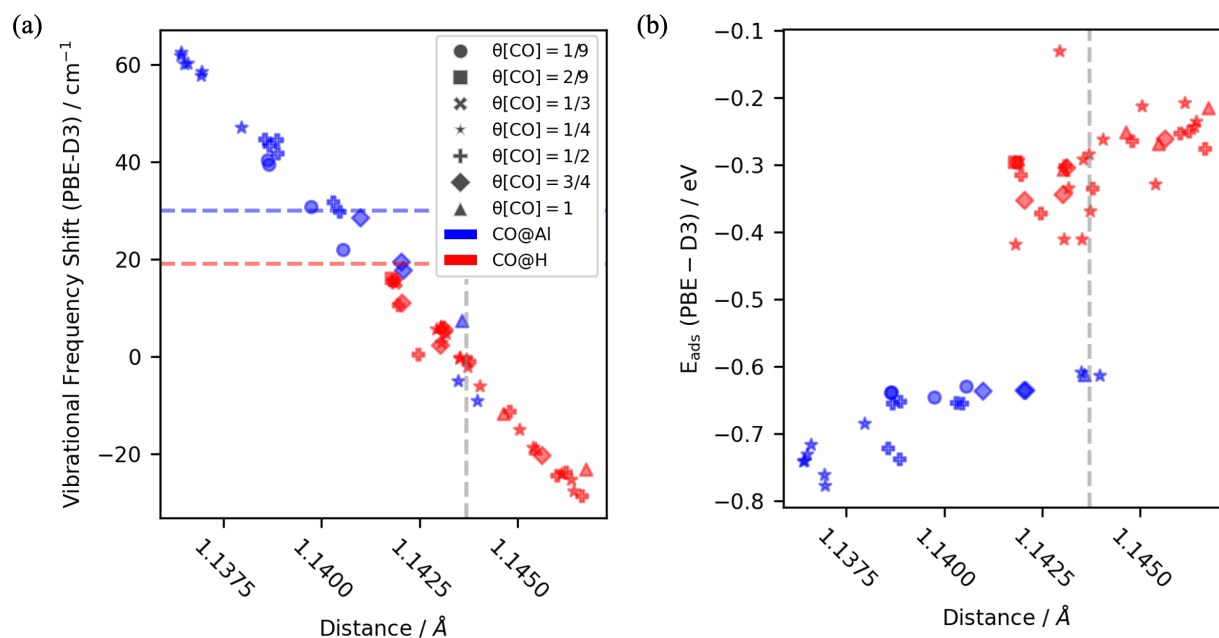 (a)
Vibrational Frequency Shift (PBE-D3) / cm⁻¹
60
40
20
0
−20
θ[CO] = 1/9
θ[CO] = 2/9
θ[CO] = 1/3
θ[CO] = 1/4
θ[CO] = 1/2
θ[CO] = 3/4
θ[CO] = 1
CO@Al
CO@H
1.1375
1.1400
1.1425
1.1450
Distance / Å
(b)
E_ads (PBE − D3) / eV
−0.1
−0.2
−0.3
−0.4
−0.5
−0.6
−0.7
−0.8
1.1375
1.1400
1.1425
1.1450
Distance / Å